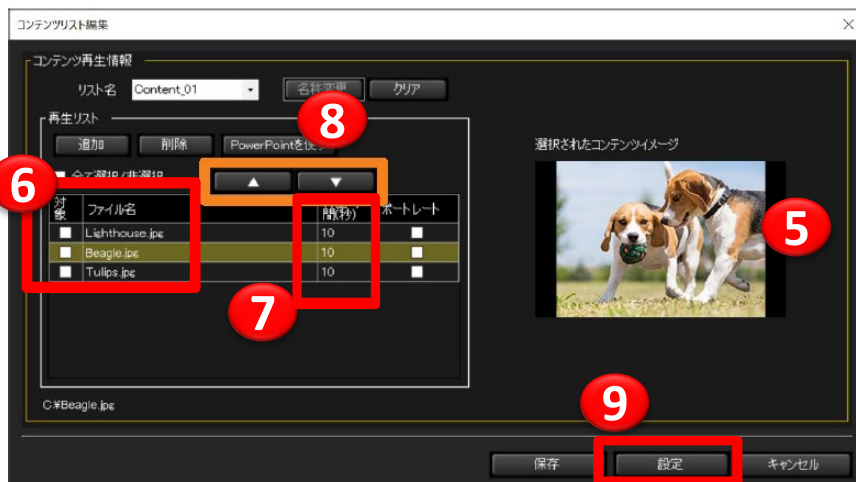 コンテンツリスト編集
コンテンツ再生情報
リスト名 Content_01 名称変更 クリア
8
再生リスト
追加 削除 PowerPointを使
選択されたコンテンツイメージ
6
全て選択/非選択 ▲ ▼
対象 ファイル名 間(秒) ポートレート
5
Lighthouse.jpg 10
Beagle.jpg 10
Tulips.jpg 10
7
C:¥Beagle.jpg
9
保存 設定 キャンセル